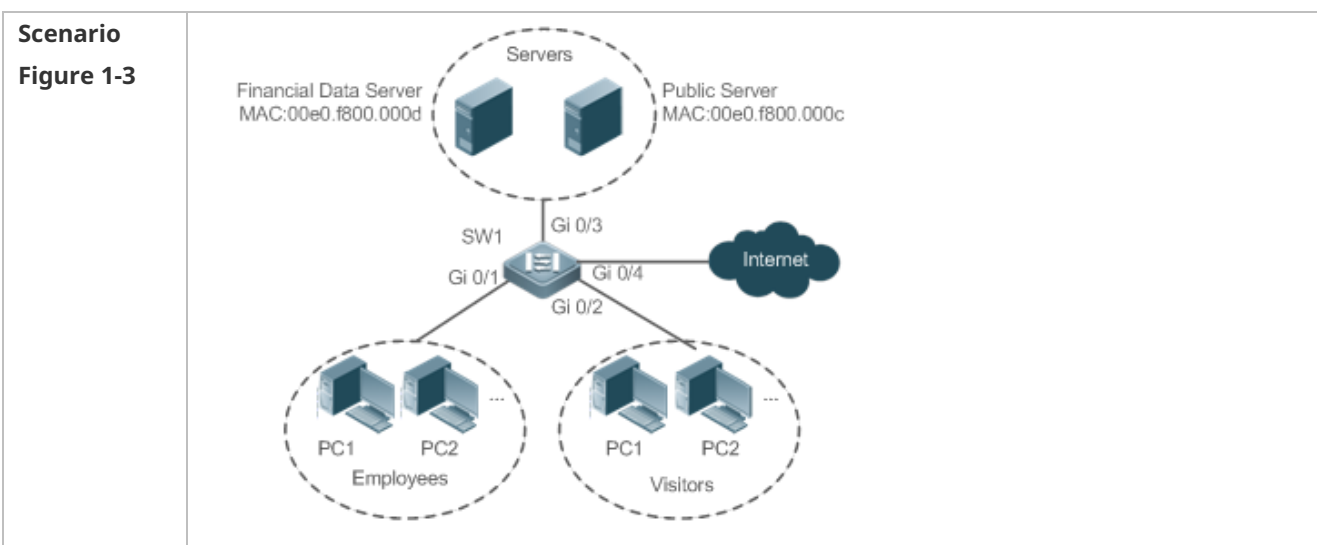 Scenario
Figure 1-3
Servers
Financial Data Server
MAC:00e0.f800.000d
Public Server
MAC:00e0.f800.000c
Gi 0/3
SW1
Internet
Gi 0/1
Gi 0/4
Gi 0/2
...
...
PC1
PC2
PC1
PC2
Employees
Visitors